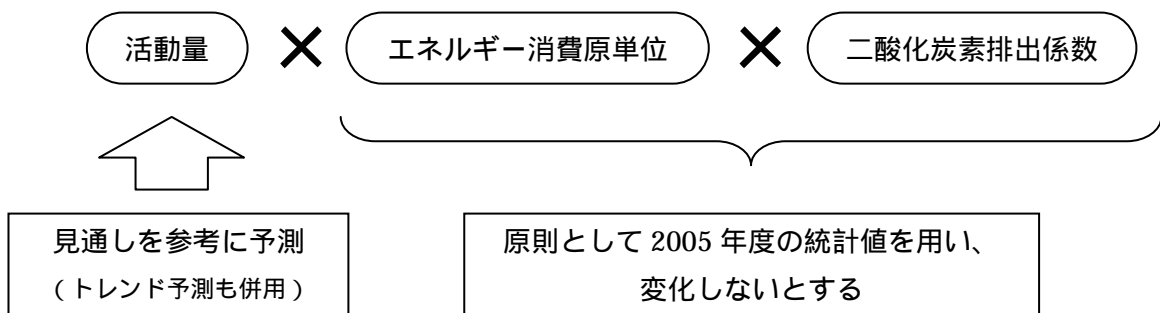 活動量 × エネルギー消費原単位 × 二酸化炭素排出係数
見通しを参考に予測
(トレンド予測も併用)
原則として 2005 年度の統計値を用い、
変化しないとする